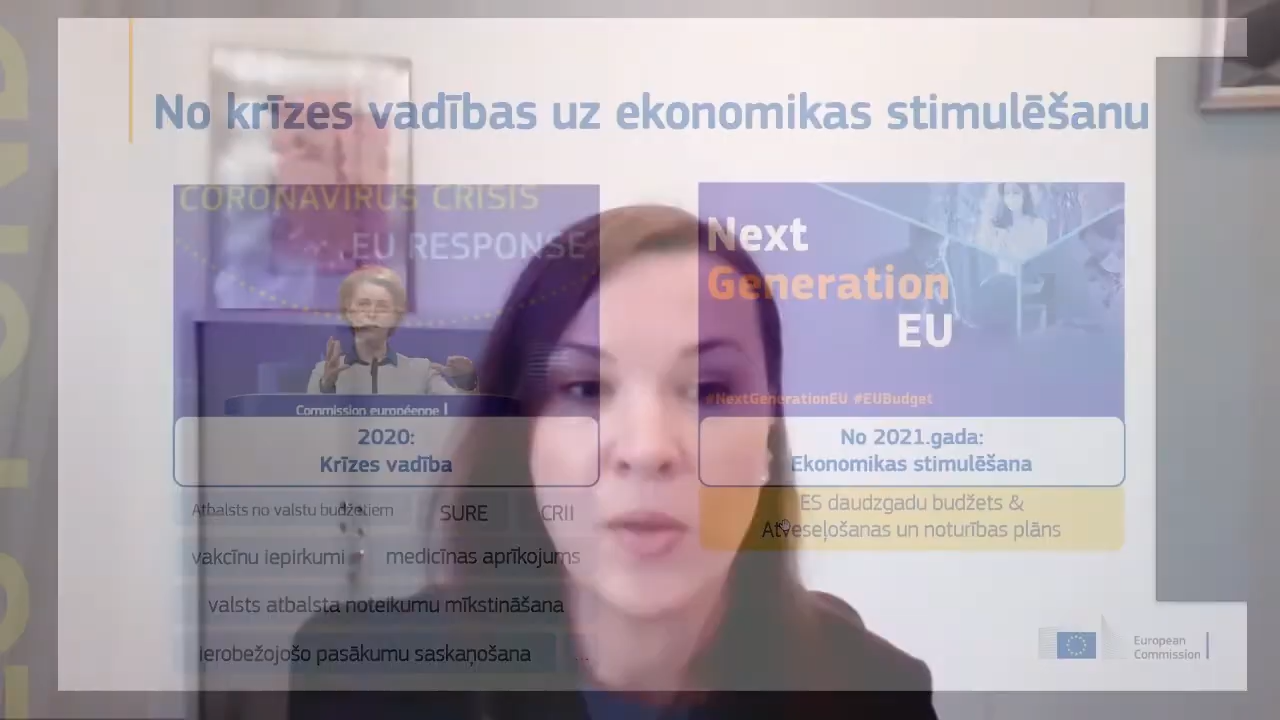 No krīzes vadības uz ekonomikas stimulēšanu
CORONAVIRUS CRISIS
EU RESPONSE
Commission européenne
2020:
Krīzes vadība
Atbalsts no valstu budžetiem
SURE
CRII
vakcīnu iepirkumi
medicīnas aprīkojums
valsts atbalsta noteikumu mīkstināšana
ierobežojošo pasākumu saskaņošana
...
Next
Generation
EU
#NextGenerationEU #EUBudget
No 2021.gada:
Ekonomikas stimulēšana
ES daudzgadu budžets &
Atveseļošanas un noturības plāns
European
Commission